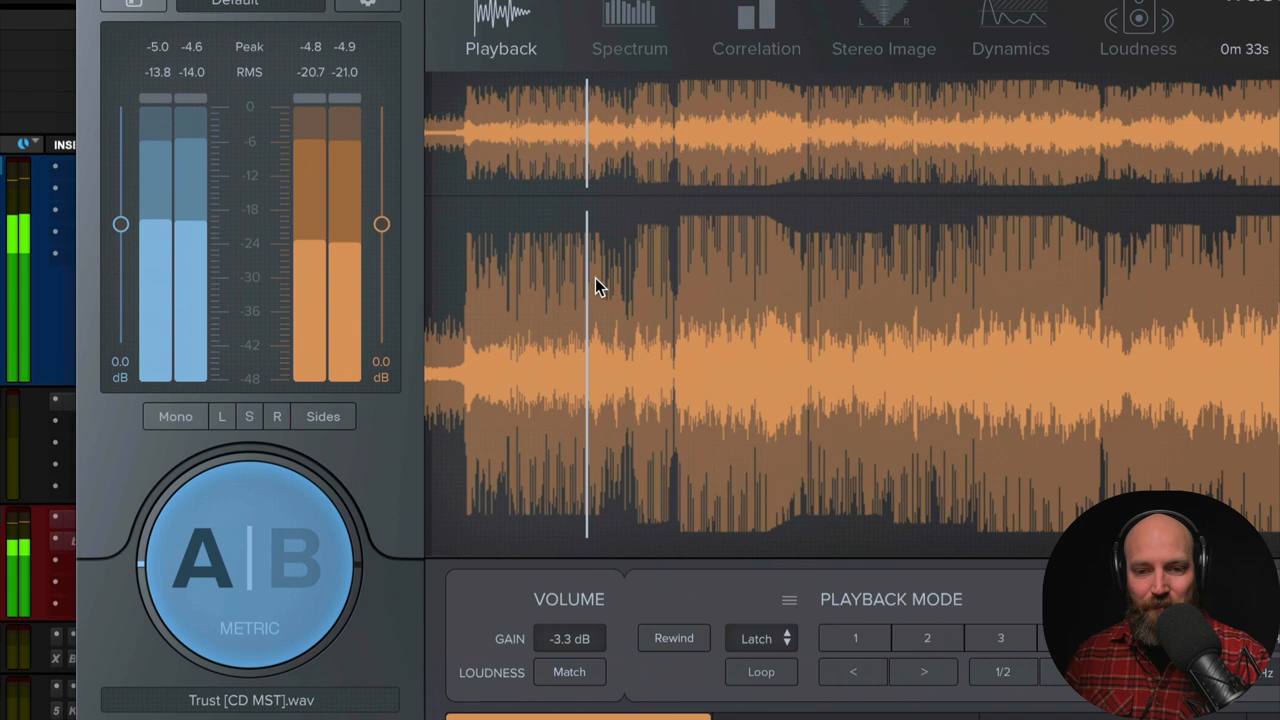 Default
-5.0 -4.6 Peak -4.8 -4.9
-13.8 -14.0 RMS -20.7 -21.0
0
-6
-12
-18
-24
-30
-36
-42
-48
0.0
dB
0.0
dB
Mono L S R Sides
A|B
METRIC
Trust [CD MST].wav
INSE
X B
S
Playback Spectrum Correlation Stereo Image Dynamics Loudness
L R
0m 33s
VOLUME
GAIN -3.3 dB
LOUDNESS Match
Rewind Latch
Loop
PLAYBACK MODE
1 2 3
< > 1/2
Hz